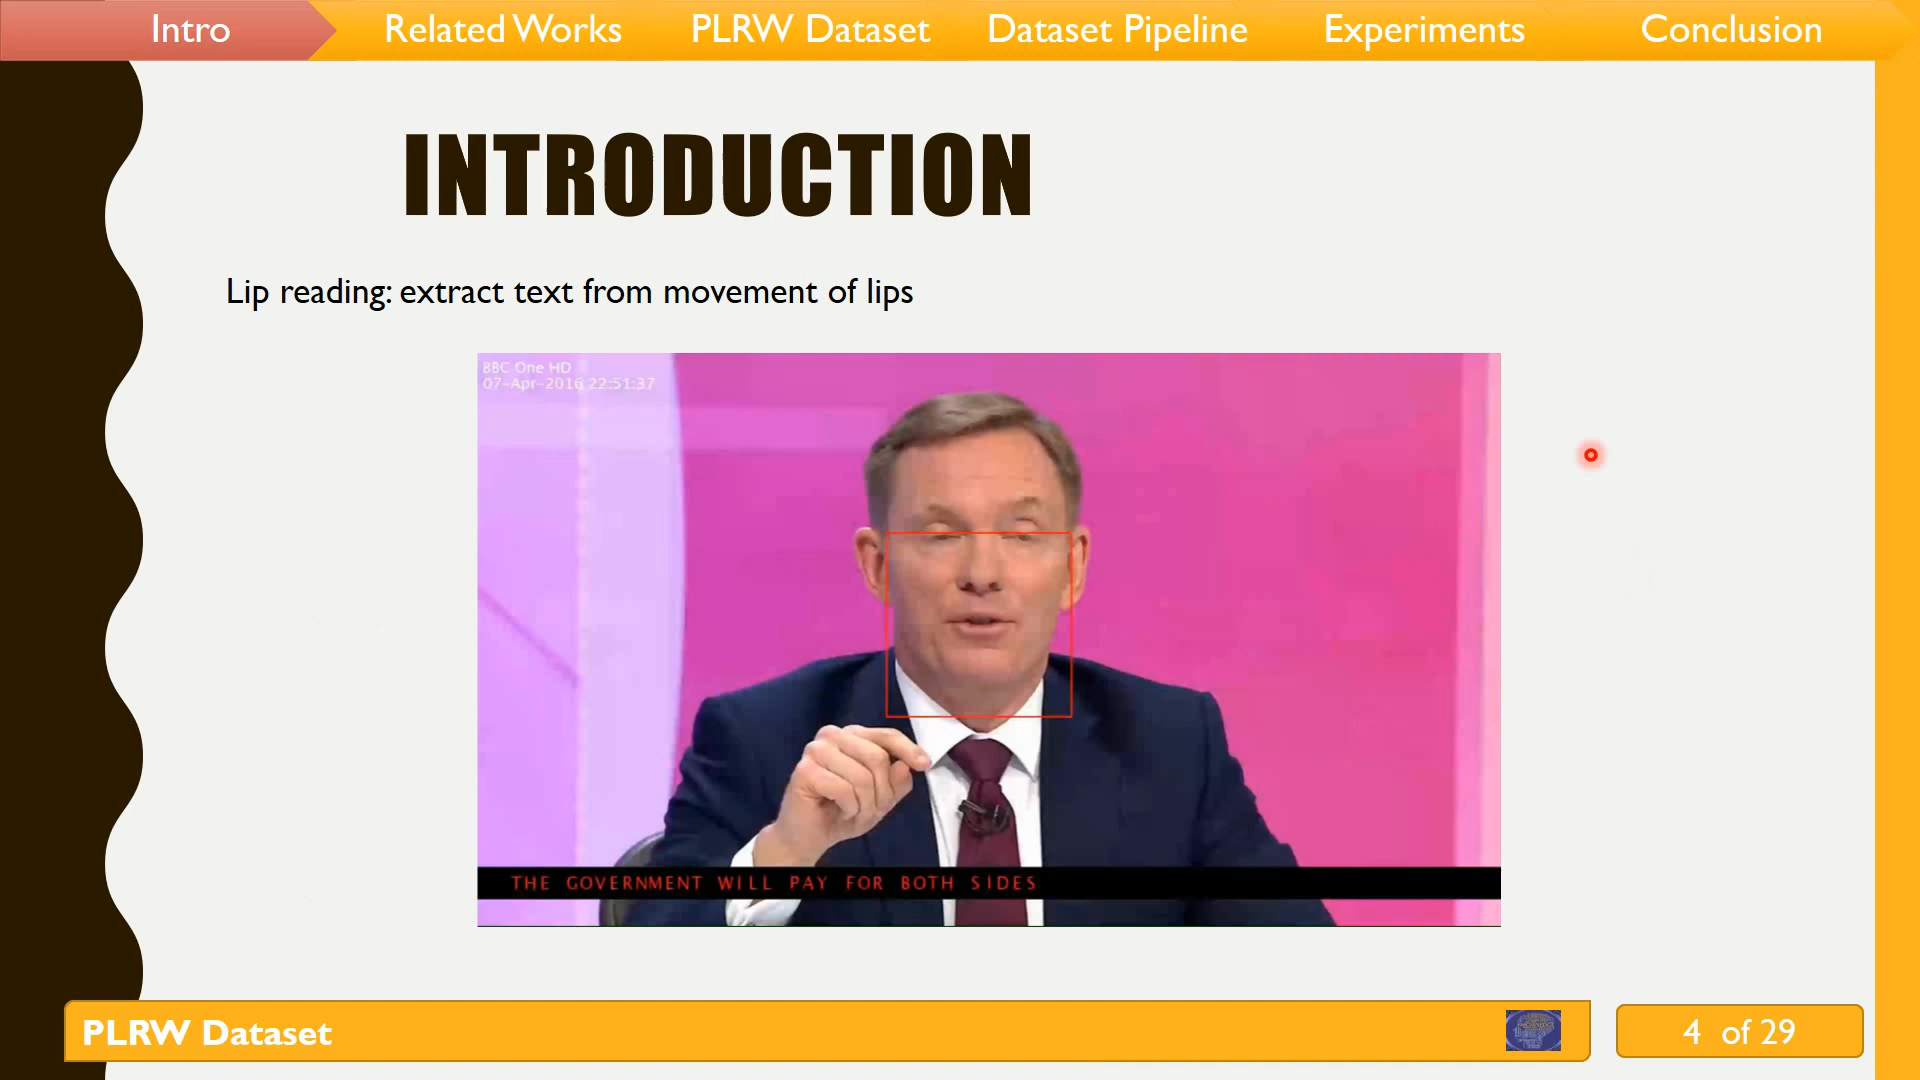 Intro
Related Works
PLRW Dataset
Dataset Pipeline
Experiments
Conclusion
INTRODUCTION
Lip reading: extract text from movement of lips
BBC One HD
07-Apr-2016 22:51:37
THE GOVERNMENT WILL PAY FOR BOTH SIDES
PLRW Dataset
4 of 29